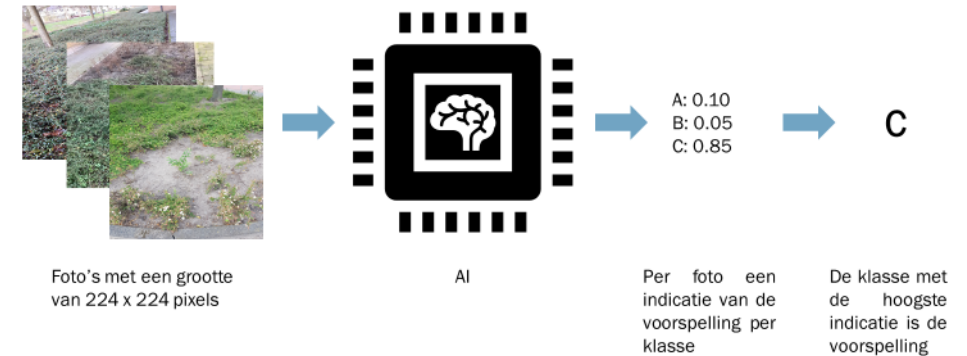 A: 0.10
B: 0.05
C: 0.85
C
Foto's met een grootte
van 224 x 224 pixels
AI
Per foto een
indicatie van de
voorspelling per
klasse
De klasse met
de hoogste
indicatie is de
voorspelling